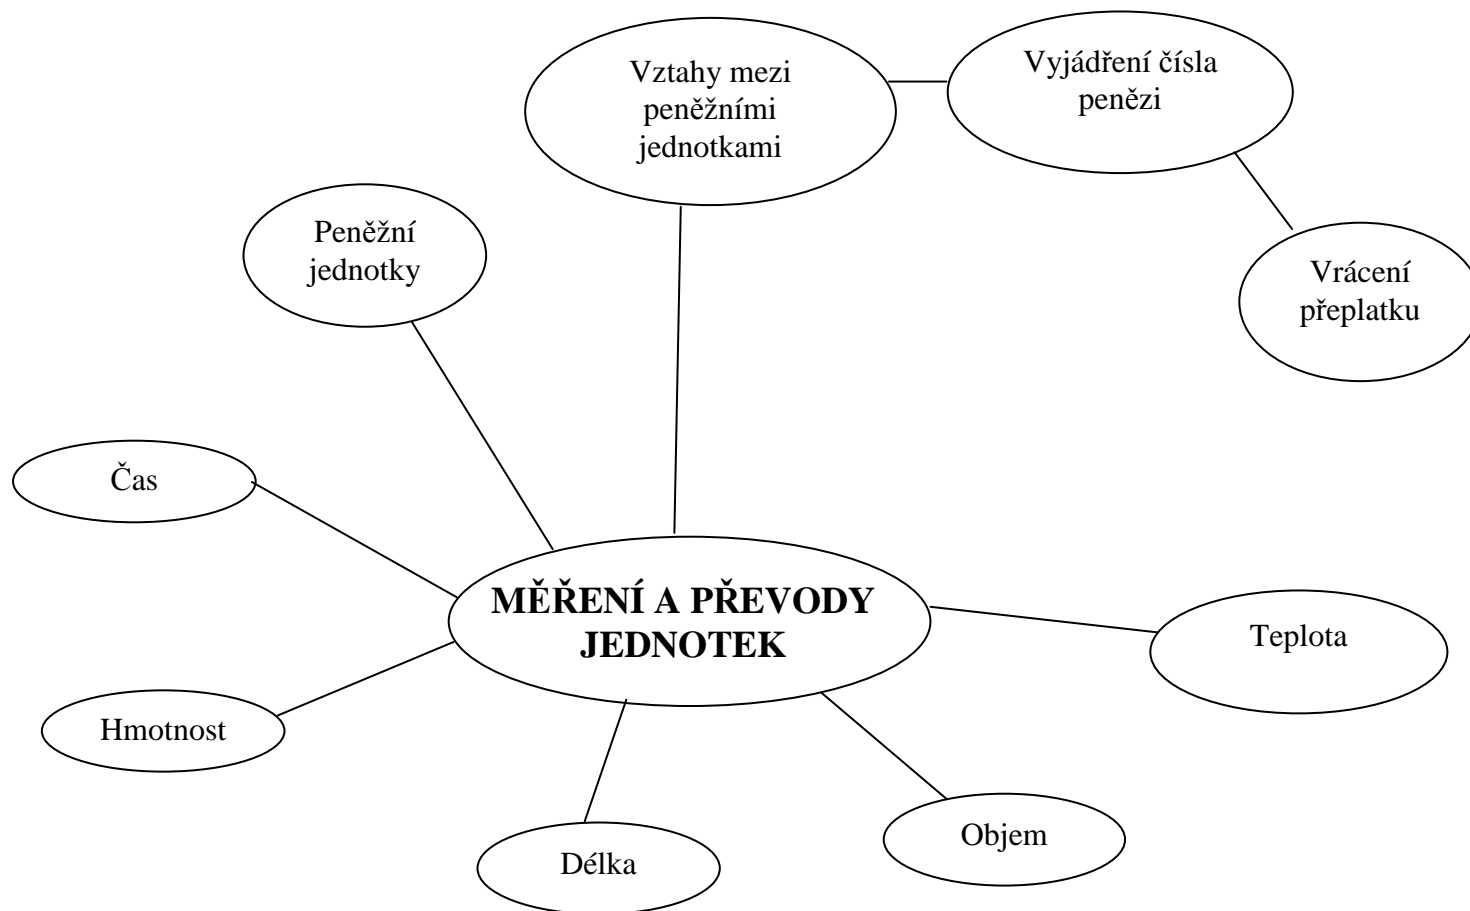 Vztahy mezi
peněžními
jednotkami
Vyjádření čísla
penězi
Peněžní
jednotky
Vrácení
přeplatku
Čas
MĚŘENÍ A PŘEVODY
JEDNOTEK
Teplota
Hmotnost
Objem
Délka